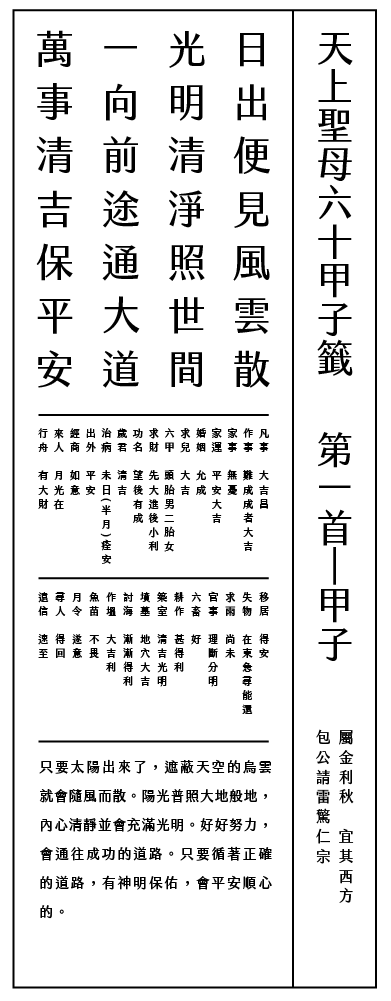 天上聖母六十甲子籤 第一首—甲子
屬金利秋 宜其西方
包公請雷驚仁宗
日出便見風雲散
光明清淨照世間
一向前途通大道
萬事清吉保平安
凡事 大吉昌
作事 難成成者大吉
家事 無憂
家運 平安大吉
婚姻 允成
求兒 大吉
六甲 頭胎男二胎女
求財 先大進後小利
功名 望後有成
歲君 清吉
治病 未日(半月)痊安
出外 平安
經商 如意
來人 月光在
行舟 有大財
移居 得安
失物 在東急尋能還
求雨 尚未
官事 理斷分明
六畜 好
耕作 甚得利
築室 清吉光明
墳墓 地穴大吉
討海 漸漸得利
作塭 大吉利
魚苗 不畏
月令 遂意
尋人 得回
遠信 速至
只要太陽出來了，遮蔽天空的烏雲
就會隨風而散。陽光普照大地般地，
內心清靜並會充滿光明。好好努力，
會通往成功的道路。只要循著正確
的道路，有神明保佑，會平安順心
的。